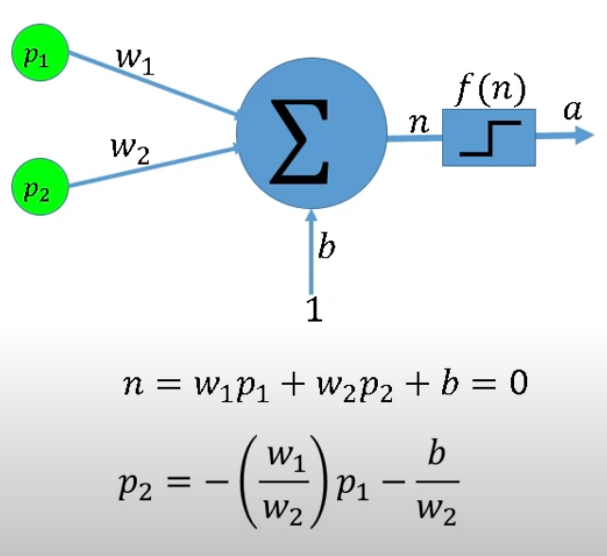 p₁
w₁
w₂
p₂
Σ
n
f(n)
a
b
1
n = w₁p₁ + w₂p₂ + b = 0
p₂ = −(w₁/w₂)p₁ − b/w₂